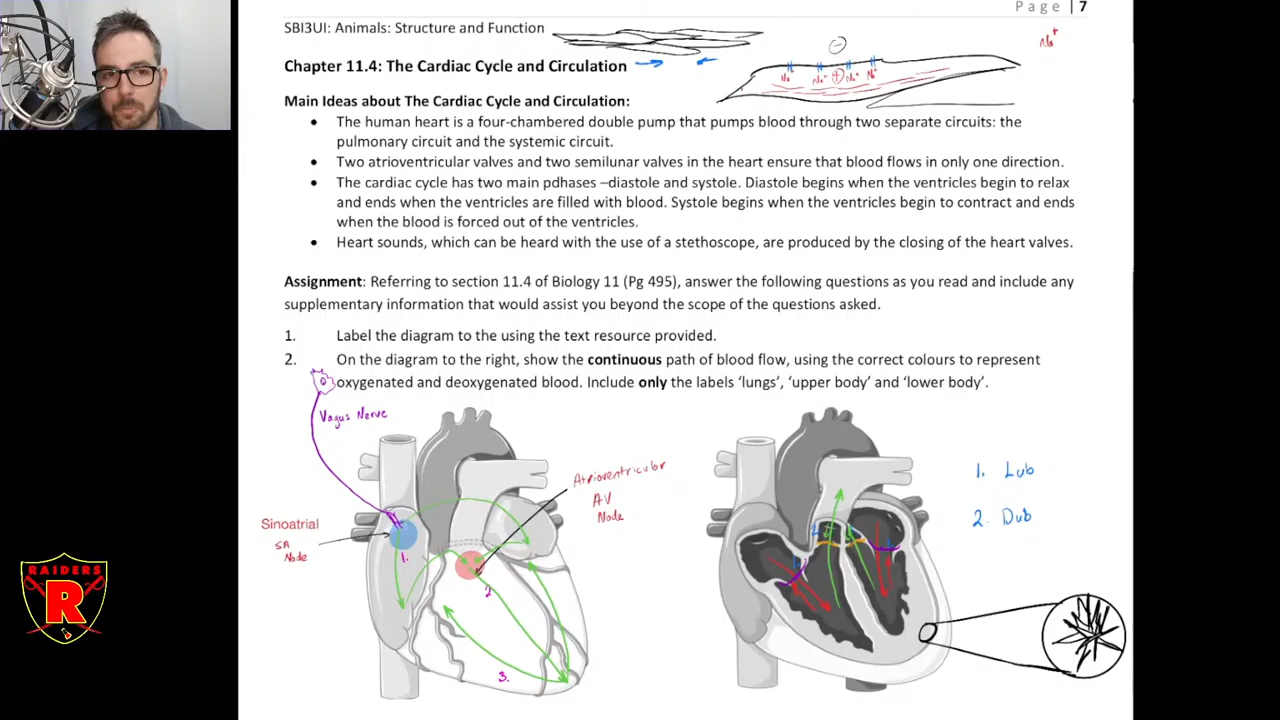 Page | 7
SBI3UI: Animals: Structure and Function
Chapter 11.4: The Cardiac Cycle and Circulation
Na+
Na+ Na+ + Na+ Na+
Main Ideas about The Cardiac Cycle and Circulation:
• The human heart is a four-chambered double pump that pumps blood through two separate circuits: the
pulmonary circuit and the systemic circuit.
• Two atrioventricular valves and two semilunar valves in the heart ensure that blood flows in only one direction.
• The cardiac cycle has two main pdhases –diastole and systole. Diastole begins when the ventricles begin to relax
and ends when the ventricles are filled with blood. Systole begins when the ventricles begin to contract and ends
when the blood is forced out of the ventricles.
• Heart sounds, which can be heard with the use of a stethoscope, are produced by the closing of the heart valves.
Assignment: Referring to section 11.4 of Biology 11 (Pg 495), answer the following questions as you read and include any
supplementary information that would assist you beyond the scope of the questions asked.
1. Label the diagram to the using the text resource provided.
2. On the diagram to the right, show the continuous path of blood flow, using the correct colours to represent
oxygenated and deoxygenated blood. Include only the labels 'lungs', 'upper body' and 'lower body'.
Vagus Nerve
Atrioventricular
AV
Node
Sinoatrial
SA
Node
1.
2
3.
1. Lub
2. Dub
RAIDERS
R